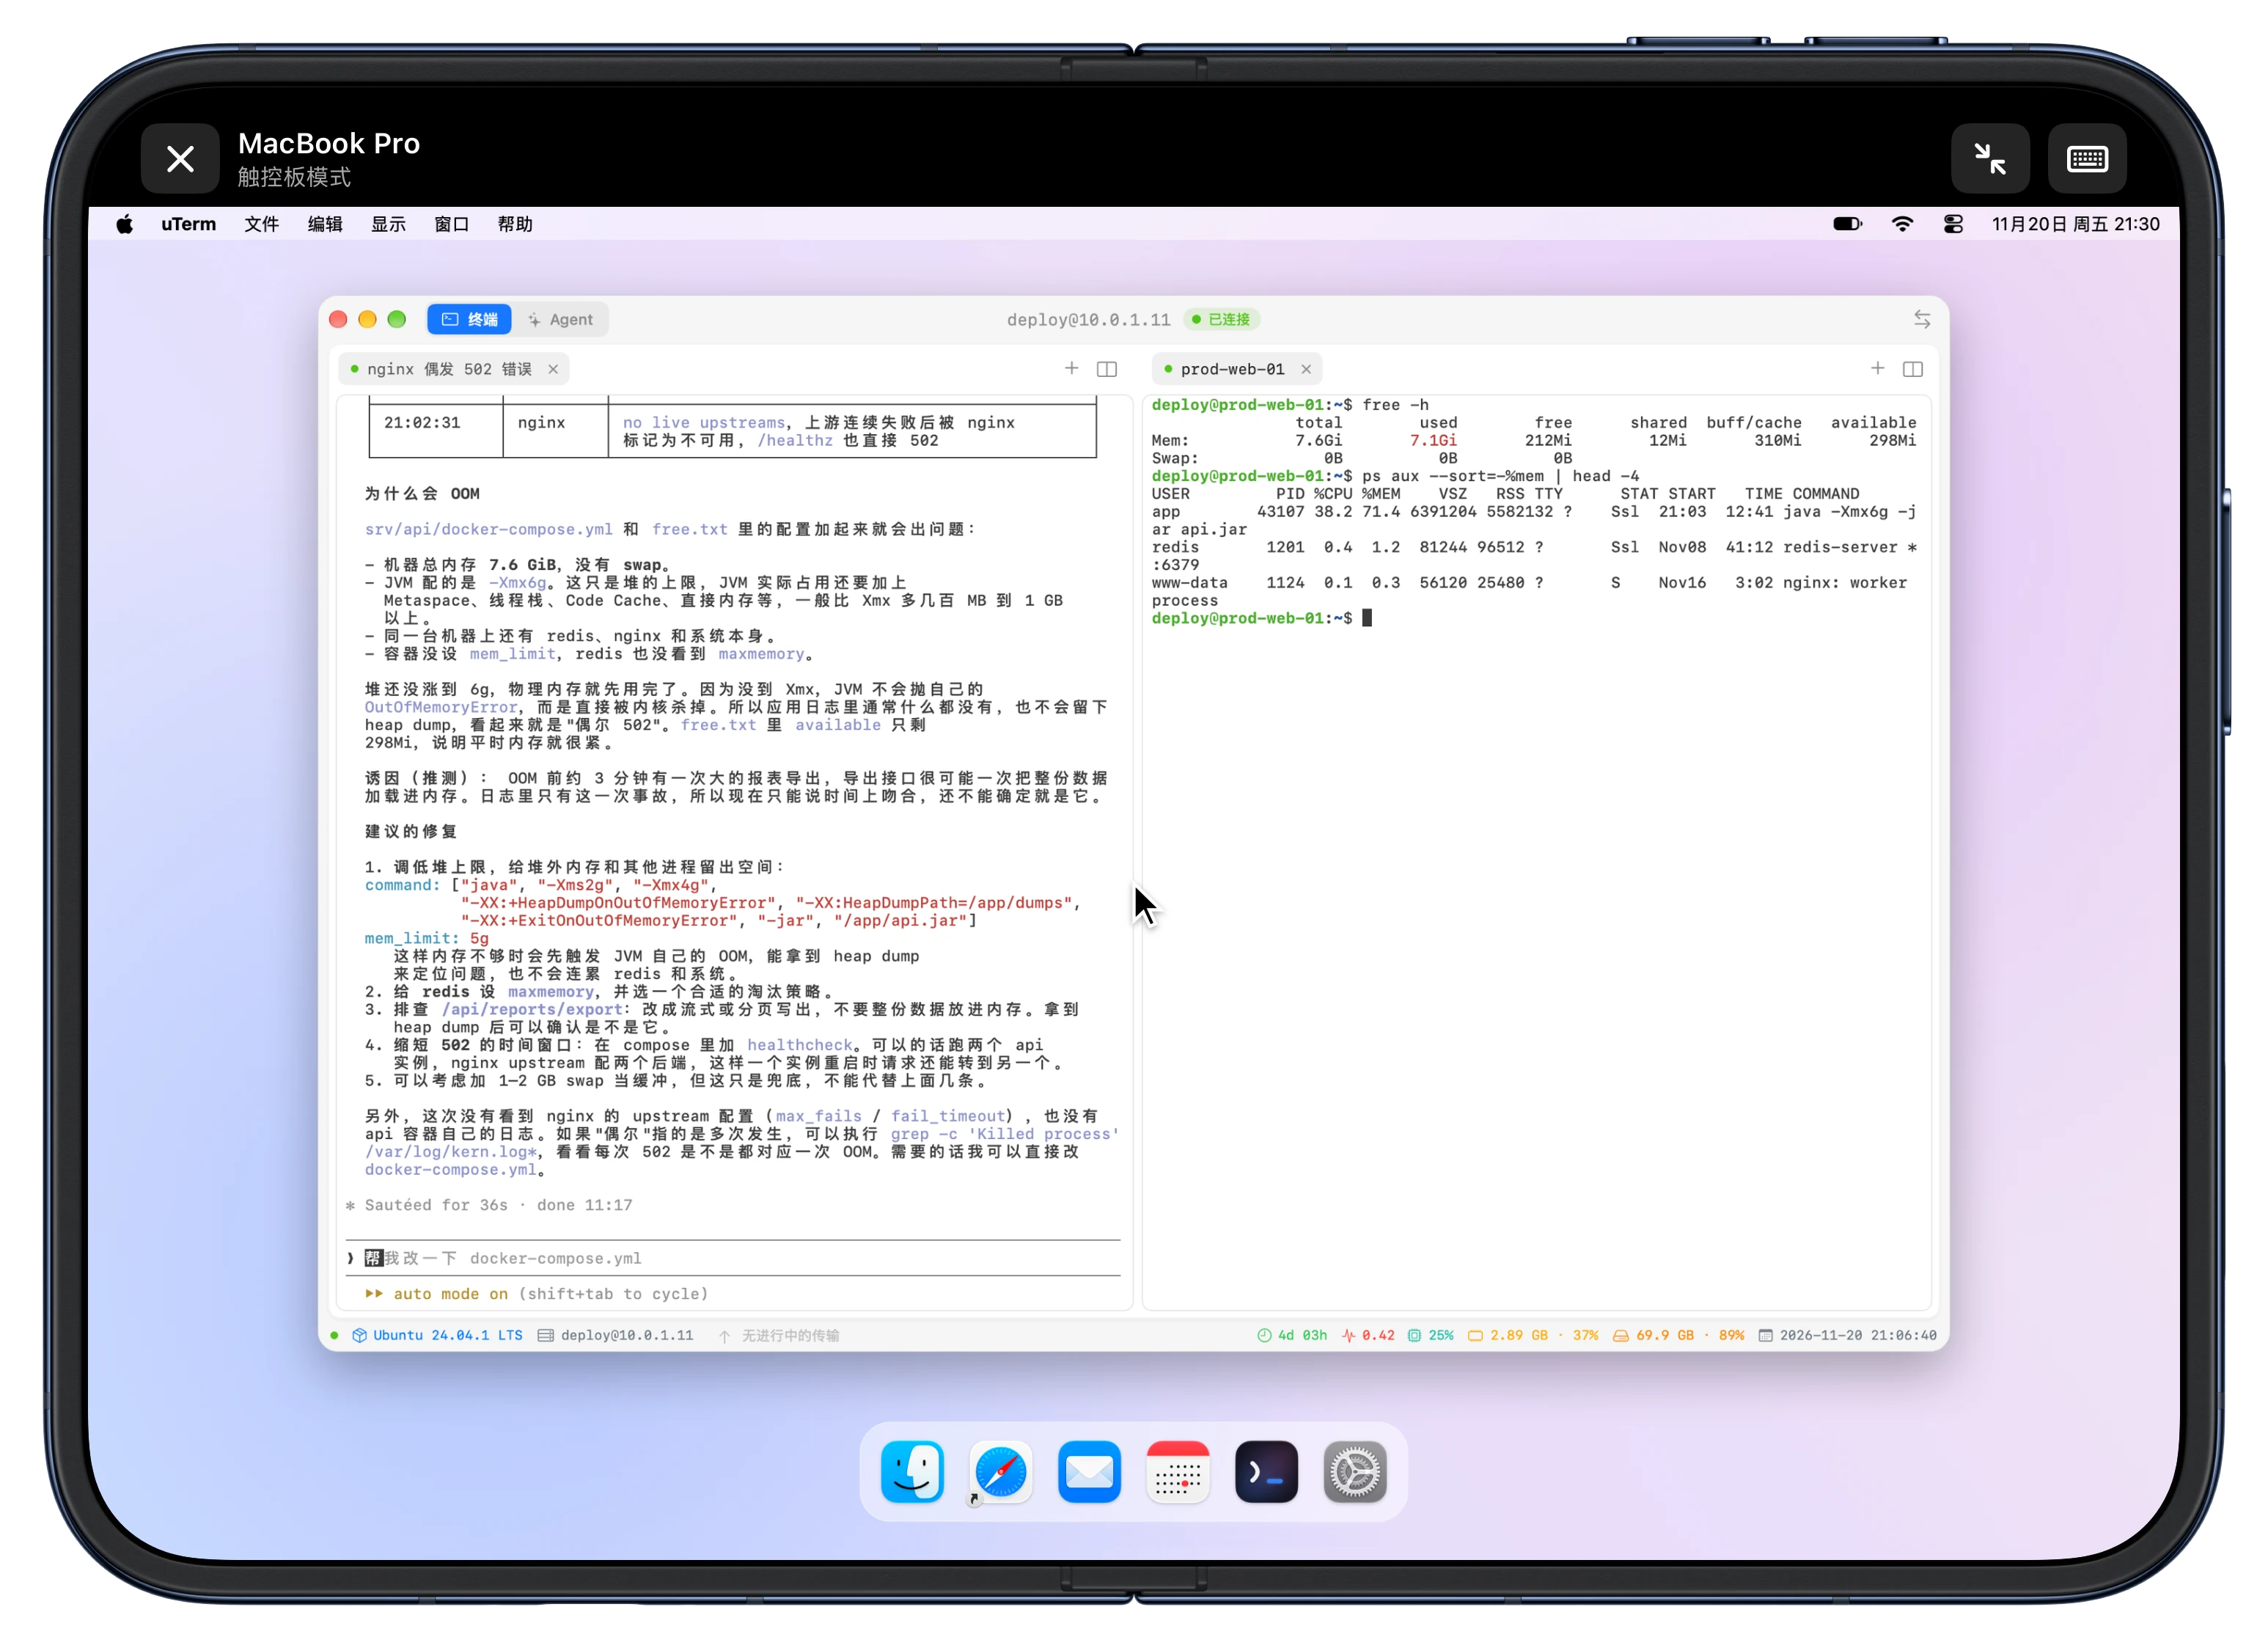 MacBook Pro
触控板模式
uTerm 文件 编辑 显示 窗口 帮助
11月20日 周五 21:30
终端 Agent
deploy@10.0.1.11 已连接
nginx 偶发 502 错误
21:02:31 nginx no live upstreams, 上游连续失败后被 nginx
标记为不可用, /healthz 也直接 502
为什么会 OOM
srv/api/docker-compose.yml 和 free.txt 里的配置加起来就会出问题:
- 机器总内存 7.6 GiB, 没有 swap。
- JVM 配的是 -Xmx6g。这只是堆的上限, JVM 实际占用还要加上
Metaspace、线程栈、Code Cache、直接内存等, 一般比 Xmx 多几百 MB 到 1 GB
以上。
- 同一台机器上还有 redis、nginx 和系统本身。
- 容器没设 mem_limit, redis 也没看到 maxmemory。
堆还没涨到 6g, 物理内存就先用完了。因为没到 Xmx, JVM 不会抛自己的
OutOfMemoryError, 而是直接被内核杀掉。所以应用日志里通常什么都没有, 也不会留下
heap dump, 看起来就是"偶尔 502"。free.txt 里 available 只剩
298Mi, 说明平时内存就很紧。
诱因 (推测) : OOM 前约 3 分钟有一次大的报表导出, 导出接口很可能一次把整份数据
加载进内存。日志里只有这一次事故, 所以现在只能说时间上吻合, 还不能确定就是它。
建议的修复
1. 调低堆上限, 给堆外内存和其他进程留出空间:
command: ["java", "-Xms2g", "-Xmx4g",
"-XX:+HeapDumpOnOutOfMemoryError", "-XX:HeapDumpPath=/app/dumps",
"-XX:+ExitOnOutOfMemoryError", "-jar", "/app/api.jar"]
mem_limit: 5g
这样内存不够时会先触发 JVM 自己的 OOM, 能拿到 heap dump
来定位问题, 也不会连累 redis 和系统。
2. 给 redis 设 maxmemory, 并选一个合适的淘汰策略。
3. 排查 /api/reports/export: 改成流式或分页写出, 不要整份数据放进内存。拿到
heap dump 后可以确认是不是它。
4. 缩短 502 的时间窗口: 在 compose 里加 healthcheck。可以的话跑两个 api
实例, nginx upstream 配两个后端, 这样一个实例重启时请求还能转到另一个。
5. 可以考虑加 1-2 GB swap 当缓冲, 但这只是兜底, 不能代替上面几条。
另外, 这次没有看到 nginx 的 upstream 配置 (max_fails / fail_timeout) , 也没有
api 容器自己的日志。如果"偶尔"指的是多次发生, 可以执行 grep -c 'Killed process'
/var/log/kern.log*, 看看每次 502 是不是都对应一次 OOM。需要的话我可以直接改
docker-compose.yml。
✻ Sautéed for 36s · done 11:17
❯ 帮我改一下 docker-compose.yml
⏵⏵ auto mode on (shift+tab to cycle)
prod-web-01
deploy@prod-web-01:~$ free -h
total used free shared buff/cache available
Mem: 7.6Gi 7.1Gi 212Mi 12Mi 310Mi 298Mi
Swap: 0B 0B 0B
deploy@prod-web-01:~$ ps aux --sort=-%mem | head -4
USER PID %CPU %MEM VSZ RSS TTY STAT START TIME COMMAND
app 43107 38.2 71.4 6391204 5582132 ? Ssl 21:03 12:41 java -Xmx6g -j
ar api.jar
redis 1201 0.4 1.2 81244 96512 ? Ssl Nov08 41:12 redis-server *
:6379
www-data 1124 0.1 0.3 56120 25480 ? S Nov16 3:02 nginx: worker
process
deploy@prod-web-01:~$
Ubuntu 24.04.1 LTS deploy@10.0.1.11 无进行中的传输
4d 03h 0.42 25% 2.89 GB · 37% 69.9 GB · 89% 2026-11-20 21:06:40